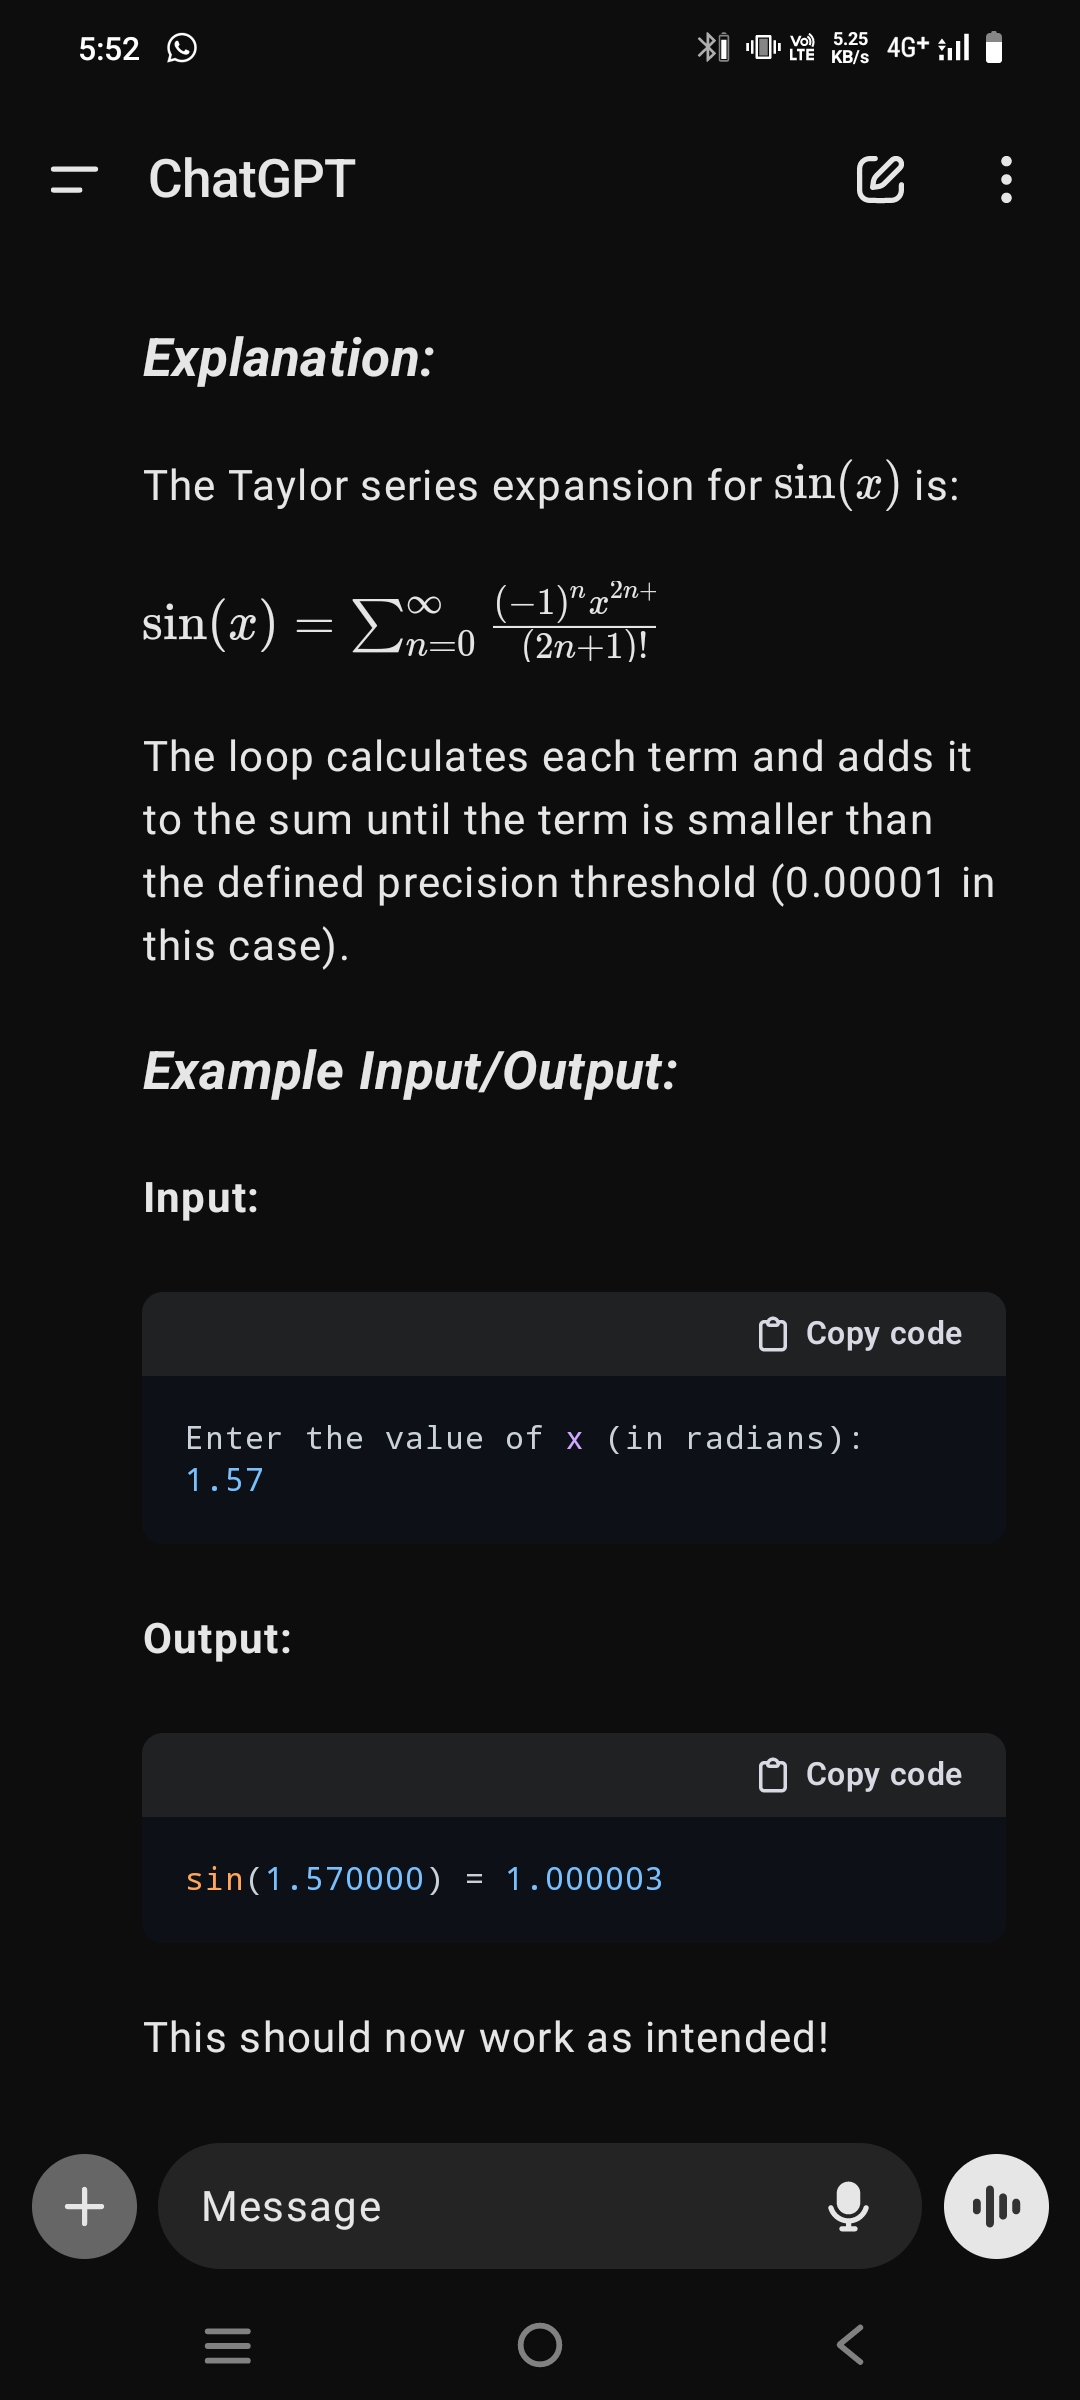 5:52
Vo)) LTE 5.25 KB/s 4G+
ChatGPT
Explanation:
The Taylor series expansion for sin(x) is:
sin(x) = ∑∞n=0 (−1)ⁿx²ⁿ⁺ / (2n+1)!
The loop calculates each term and adds it
to the sum until the term is smaller than
the defined precision threshold (0.00001 in
this case).
Example Input/Output:
Input:
Copy code
Enter the value of x (in radians):
1.57
Output:
Copy code
sin(1.570000) = 1.000003
This should now work as intended!
Message